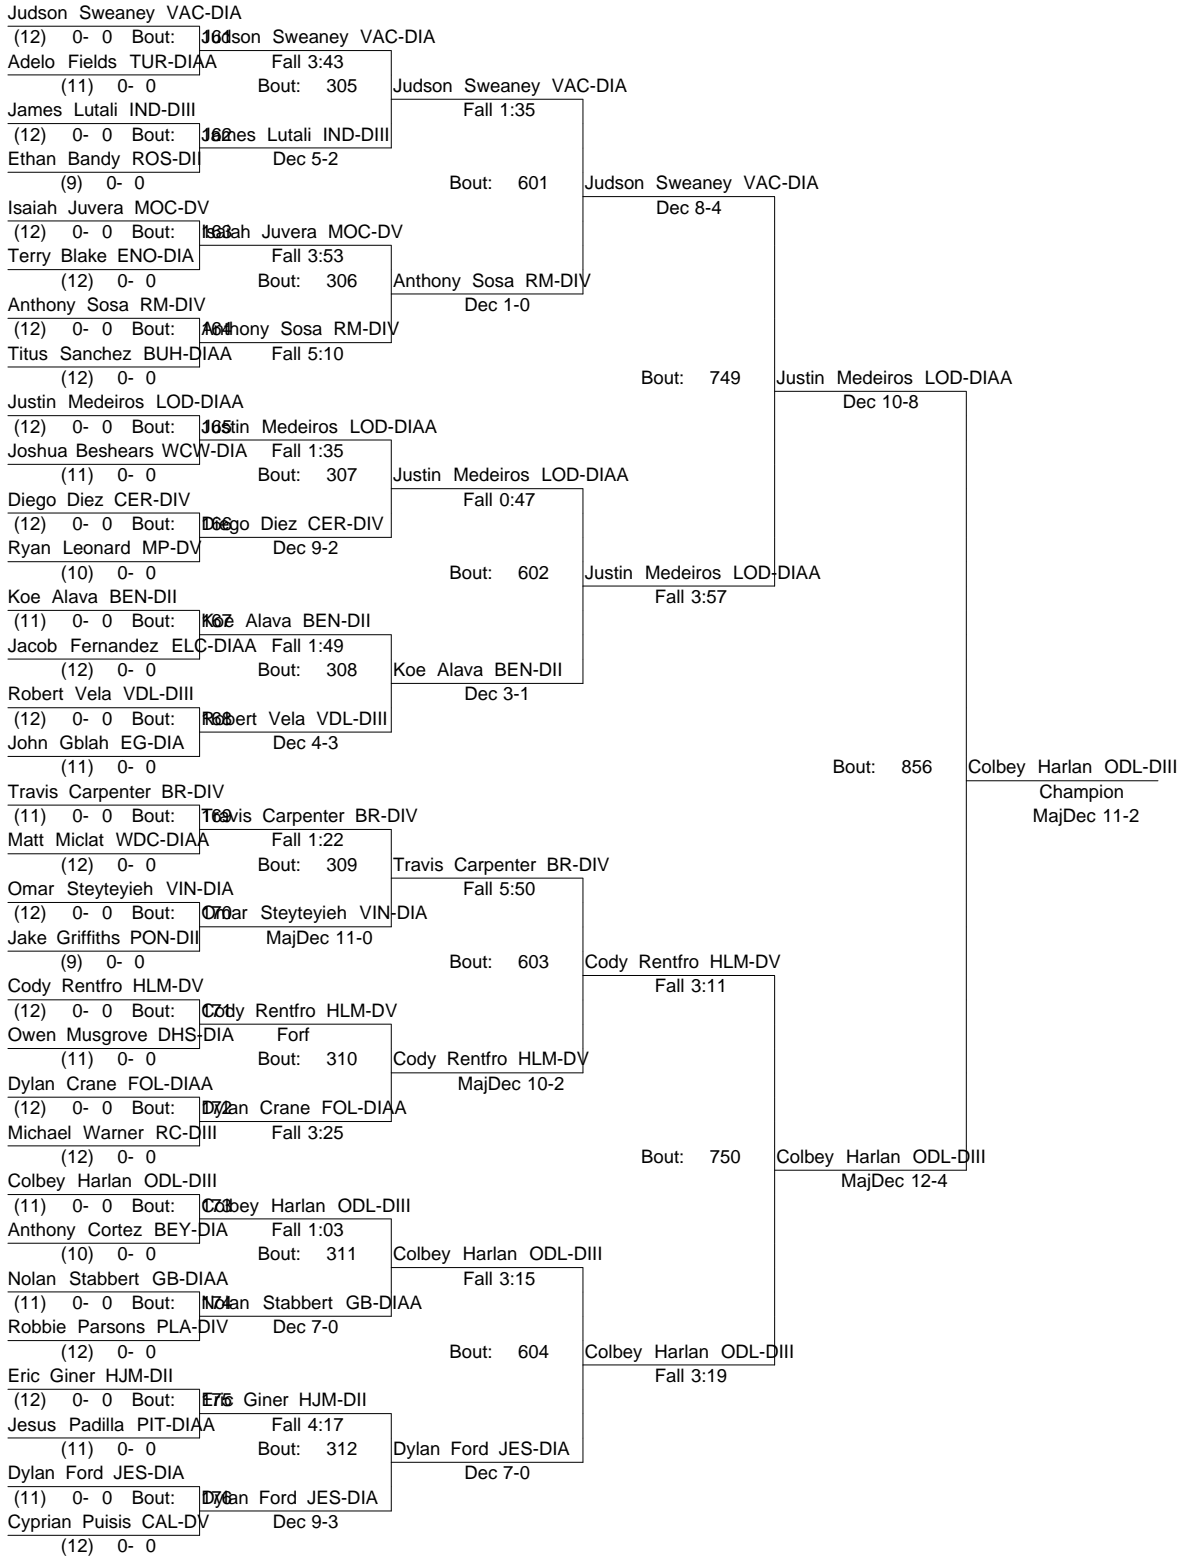 Judson Sweaney VAC-DIA
(12) 0- 0 Bout: 161 Judson Sweaney VAC-DIA
Adelo Fields TUR-DIAA Fall 3:43
(11) 0- 0 Bout: 305 Judson Sweaney VAC-DIA
James Lutali IND-DIII Fall 1:35
(12) 0- 0 Bout: 162 James Lutali IND-DIII
Ethan Bandy ROS-DII Dec 5-2
(9) 0- 0 Bout: 601 Judson Sweaney VAC-DIA
Isaiah Juvera MOC-DV Dec 8-4
(12) 0- 0 Bout: 163 Isaiah Juvera MOC-DV
Terry Blake ENO-DIA Fall 3:53
(12) 0- 0 Bout: 306 Anthony Sosa RM-DIV
Anthony Sosa RM-DIV Dec 1-0
(12) 0- 0 Bout: 164 Anthony Sosa RM-DIV
Titus Sanchez BUH-DIAA Fall 5:10
(12) 0- 0 Bout: 749 Justin Medeiros LOD-DIAA
Justin Medeiros LOD-DIAA Dec 10-8
(12) 0- 0 Bout: 165 Justin Medeiros LOD-DIAA
Joshua Beshears WCW-DIA Fall 1:35
(11) 0- 0 Bout: 307 Justin Medeiros LOD-DIAA
Diego Diez CER-DIV Fall 0:47
(12) 0- 0 Bout: 166 Diego Diez CER-DIV
Ryan Leonard MP-DV Dec 9-2
(10) 0- 0 Bout: 602 Justin Medeiros LOD-DIAA
Koe Alava BEN-DII Fall 3:57
(11) 0- 0 Bout: 167 Koe Alava BEN-DII
Jacob Fernandez ELC-DIAA Fall 1:49
(12) 0- 0 Bout: 308 Koe Alava BEN-DII
Robert Vela VDL-DIII Dec 3-1
(12) 0- 0 Bout: 168 Robert Vela VDL-DIII
John Gblah EG-DIA Dec 4-3
(11) 0- 0 Bout: 856 Colbey Harlan ODL-DIII
Travis Carpenter BR-DIV Champion
(11) 0- 0 Bout: 169 Travis Carpenter BR-DIV MajDec 11-2
Matt Miclat WDC-DIAA Fall 1:22
(12) 0- 0 Bout: 309 Travis Carpenter BR-DIV
Omar Steyteyieh VIN-DIA Fall 5:50
(12) 0- 0 Bout: 170 Omar Steyteyieh VIN-DIA
Jake Griffiths PON-DII MajDec 11-0
(9) 0- 0 Bout: 603 Cody Rentfro HLM-DV
Cody Rentfro HLM-DV Fall 3:11
(12) 0- 0 Bout: 171 Cody Rentfro HLM-DV
Owen Musgrove DHS-DIA Forf
(11) 0- 0 Bout: 310 Cody Rentfro HLM-DV
Dylan Crane FOL-DIAA MajDec 10-2
(12) 0- 0 Bout: 172 Dylan Crane FOL-DIAA
Michael Warner RC-DIII Fall 3:25
(12) 0- 0 Bout: 750 Colbey Harlan ODL-DIII
Colbey Harlan ODL-DIII MajDec 12-4
(11) 0- 0 Bout: 173 Colbey Harlan ODL-DIII
Anthony Cortez BEY-DIA Fall 1:03
(10) 0- 0 Bout: 311 Colbey Harlan ODL-DIII
Nolan Stabbert GB-DIAA Fall 3:15
(11) 0- 0 Bout: 174 Nolan Stabbert GB-DIAA
Robbie Parsons PLA-DIV Dec 7-0
(12) 0- 0 Bout: 604 Colbey Harlan ODL-DIII
Eric Giner HJM-DII Fall 3:19
(12) 0- 0 Bout: 175 Eric Giner HJM-DII
Jesus Padilla PIT-DIAA Fall 4:17
(11) 0- 0 Bout: 312 Dylan Ford JES-DIA
Dylan Ford JES-DIA Dec 7-0
(11) 0- 0 Bout: 176 Dylan Ford JES-DIA
Cyprian Puisis CAL-DV Dec 9-3
(12) 0- 0